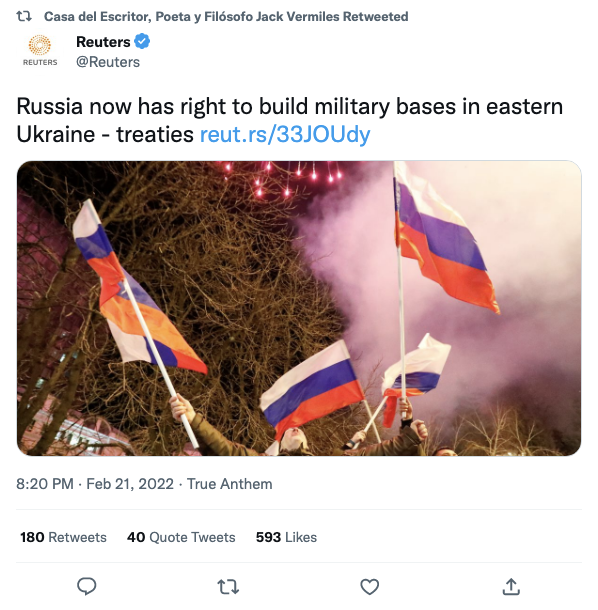 Casa del Escritor, Poeta y Filósofo Jack Vermiles Retweeted
Reuters
@Reuters
REUTERS
Russia now has right to build military bases in eastern
Ukraine - treaties reut.rs/33JOUdy
8:20 PM · Feb 21, 2022 · True Anthem
180 Retweets 40 Quote Tweets 593 Likes